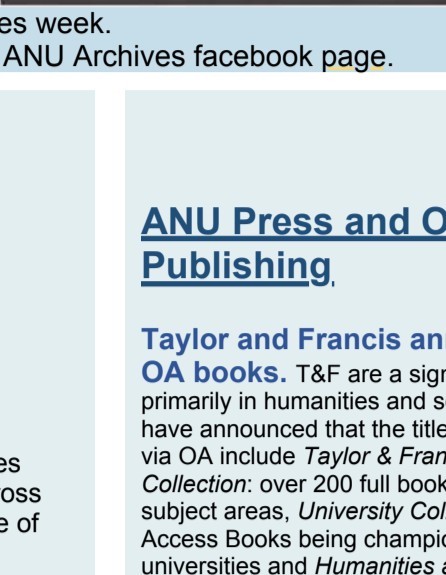 es week.
ANU Archives facebook page.
ANU Press and O
Publishing
Taylor and Francis an
OA books. T&F are a sign
primarily in humanities and s
have announced that the title
via OA include Taylor & Fran
Collection: over 200 full book
subject areas, University Col
Access Books being champi
universities and Humanities
es
ross
e of